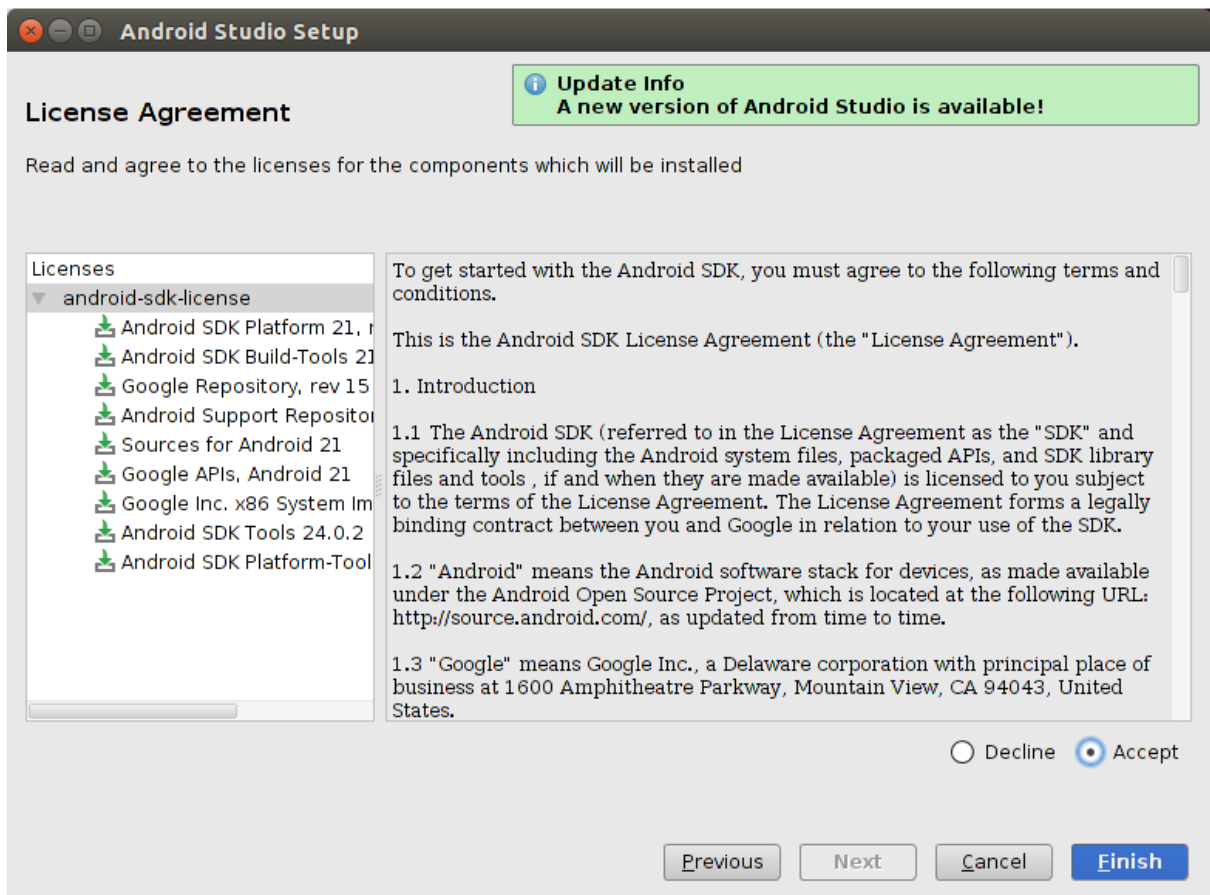 Android Studio Setup
Update Info
A new version of Android Studio is available!
License Agreement
Read and agree to the licenses for the components which will be installed
Licenses
android-sdk-license
Android SDK Platform 21, r
Android SDK Build-Tools 21
Google Repository, rev 15
Android Support Repositor
Sources for Android 21
Google APIs, Android 21
Google Inc. x86 System Im
Android SDK Tools 24.0.2
Android SDK Platform-Tool
To get started with the Android SDK, you must agree to the following terms and
conditions.
This is the Android SDK License Agreement (the "License Agreement").
1. Introduction
1.1 The Android SDK (referred to in the License Agreement as the "SDK" and
specifically including the Android system files, packaged APIs, and SDK library
files and tools , if and when they are made available) is licensed to you subject
to the terms of the License Agreement. The License Agreement forms a legally
binding contract between you and Google in relation to your use of the SDK.
1.2 "Android" means the Android software stack for devices, as made available
under the Android Open Source Project, which is located at the following URL:
http://source.android.com/, as updated from time to time.
1.3 "Google" means Google Inc., a Delaware corporation with principal place of
business at 1600 Amphitheatre Parkway, Mountain View, CA 94043, United
States.
Decline Accept
Previous Next Cancel Finish